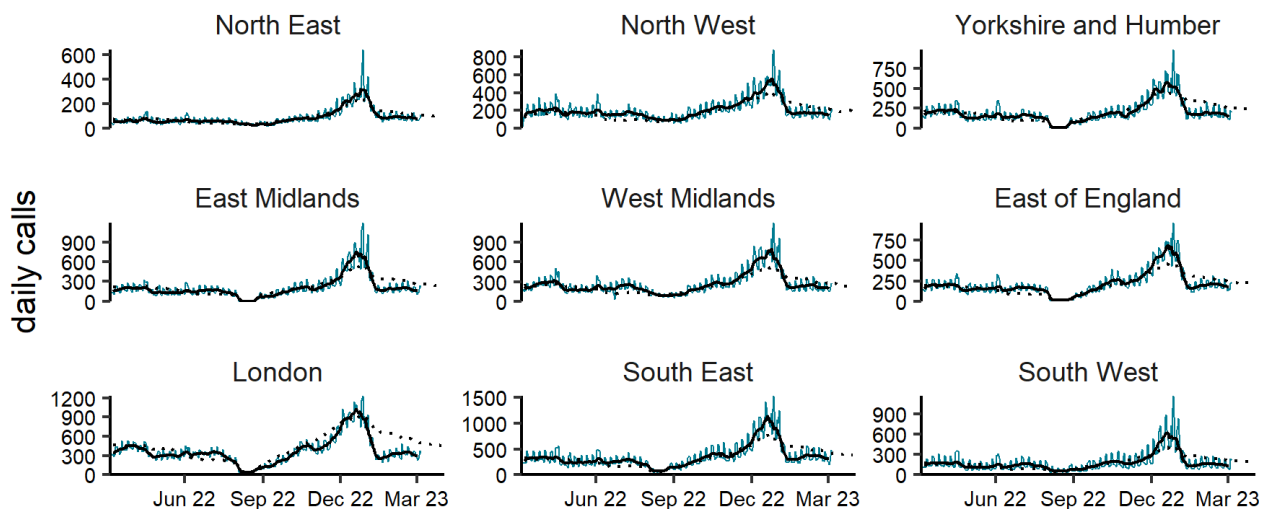 North East
North West
Yorkshire and Humber
600
400
200
0
800
600
400
200
0
750
500
250
0
East Midlands
West Midlands
East of England
900
600
300
0
900
600
300
0
750
500
250
0
daily calls
London
South East
South West
1200
900
600
300
0
1500
1000
500
0
900
600
300
0
Jun 22 Sep 22 Dec 22 Mar 23
Jun 22 Sep 22 Dec 22 Mar 23
Jun 22 Sep 22 Dec 22 Mar 23